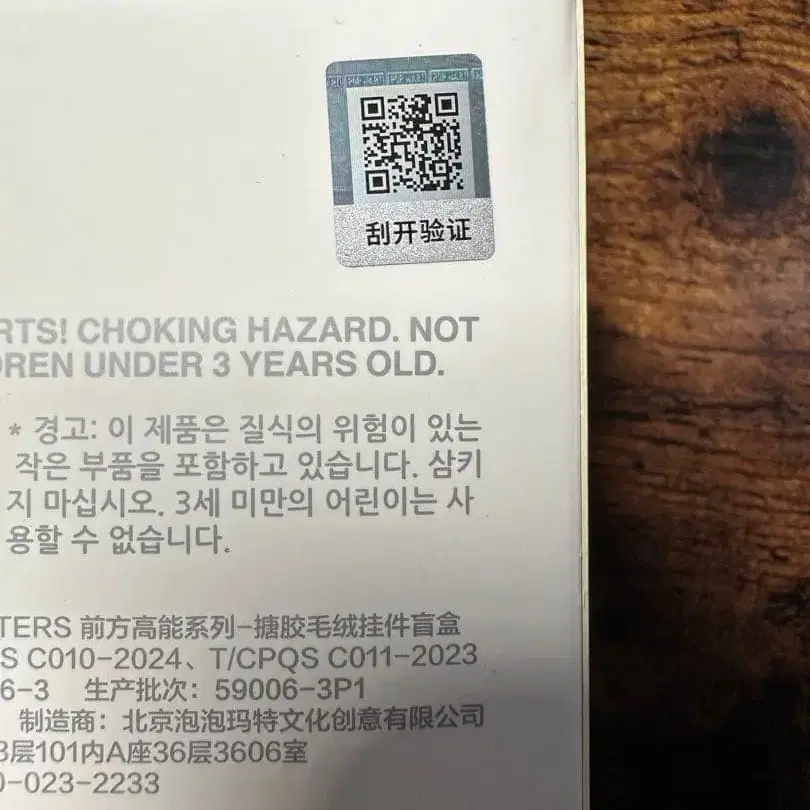 POP MART POP MART
刮开验证
RTS! CHOKING HAZARD. NOT
DREN UNDER 3 YEARS OLD.
* 경고: 이 제품은 질식의 위험이 있는
작은 부품을 포함하고 있습니다. 삼키
지 마십시오. 3세 미만의 어린이는 사
용할 수 없습니다.
TERS 前方高能系列-搪胶毛绒挂件盲盒
S C010-2024、T/CPQS C011-2023
6-3 生产批次：59006-3P1
制造商：北京泡泡玛特文化创意有限公司
3层101内A座36层3606室
0-023-2233